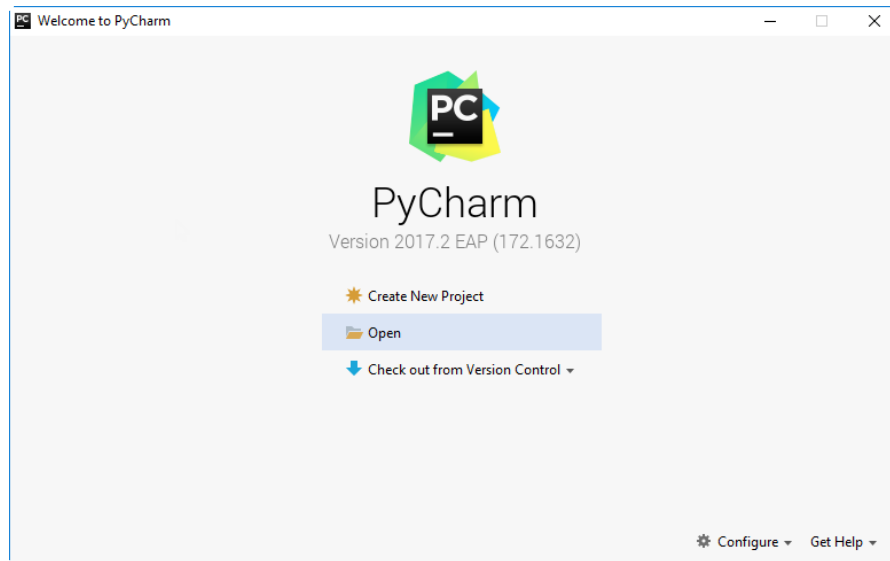 PC Welcome to PyCharm
PC
PyCharm
Version 2017.2 EAP (172.1632)
Create New Project
Open
Check out from Version Control
Configure Get Help